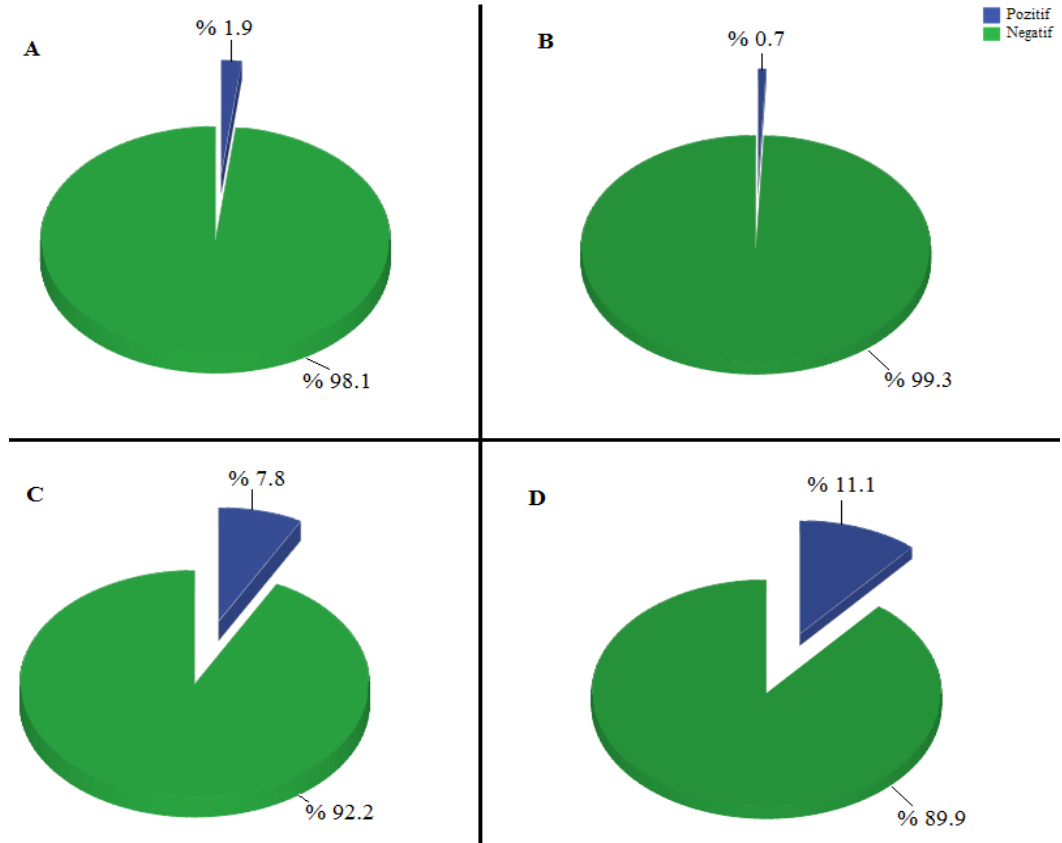 A
% 1.9
% 98.1
B
% 0.7
% 99.3
Pozitif
Negatif
C
% 7.8
% 92.2
D
% 11.1
% 89.9